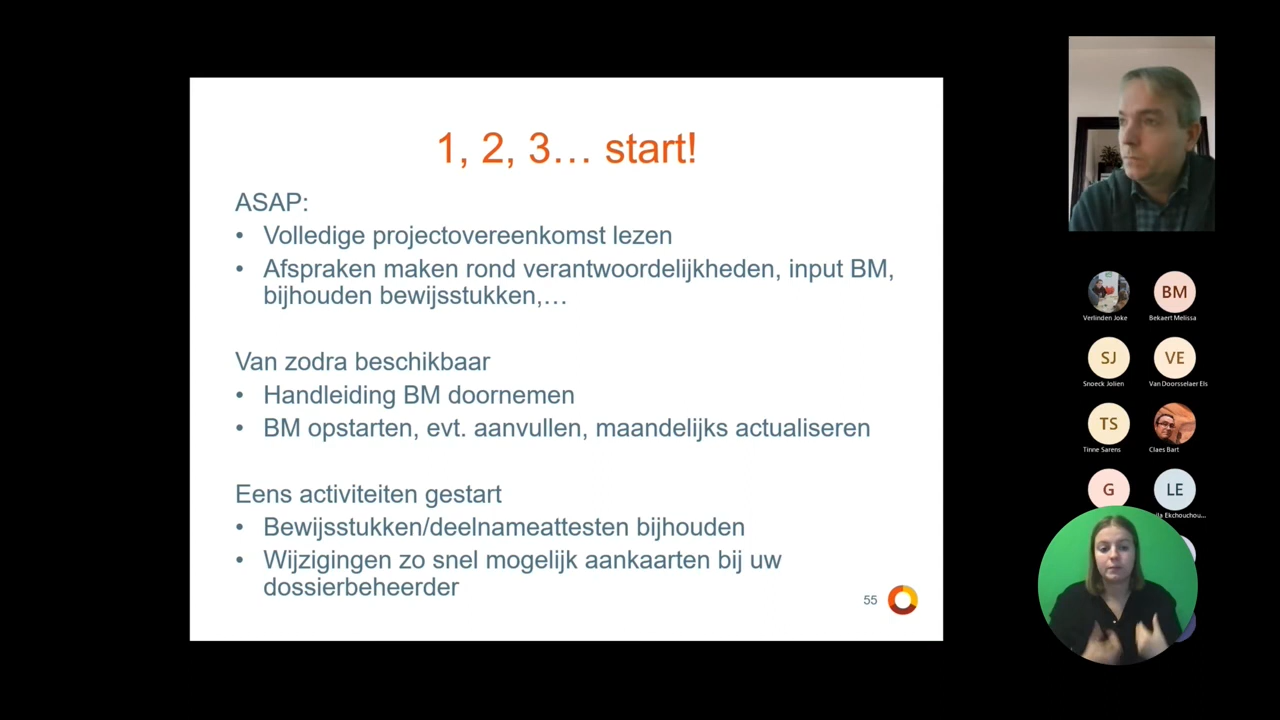 1, 2, 3… start!
ASAP:
• Volledige projectovereenkomst lezen
• Afspraken maken rond verantwoordelijkheden, input BM,
bijhouden bewijsstukken,…
Van zodra beschikbaar
• Handleiding BM doornemen
• BM opstarten, evt. aanvullen, maandelijks actualiseren
Eens activiteiten gestart
• Bewijsstukken/deelnameattesten bijhouden
• Wijzigingen zo snel mogelijk aankaarten bij uw
dossierbeheerder
55
BM
Verlinden Joke
Bekaert Melissa
SJ
VE
Snoeck Jolien
Van Doorsselaer Els
TS
Tinne Sarens
Claes Bart
G
LE
Ekchouchou...